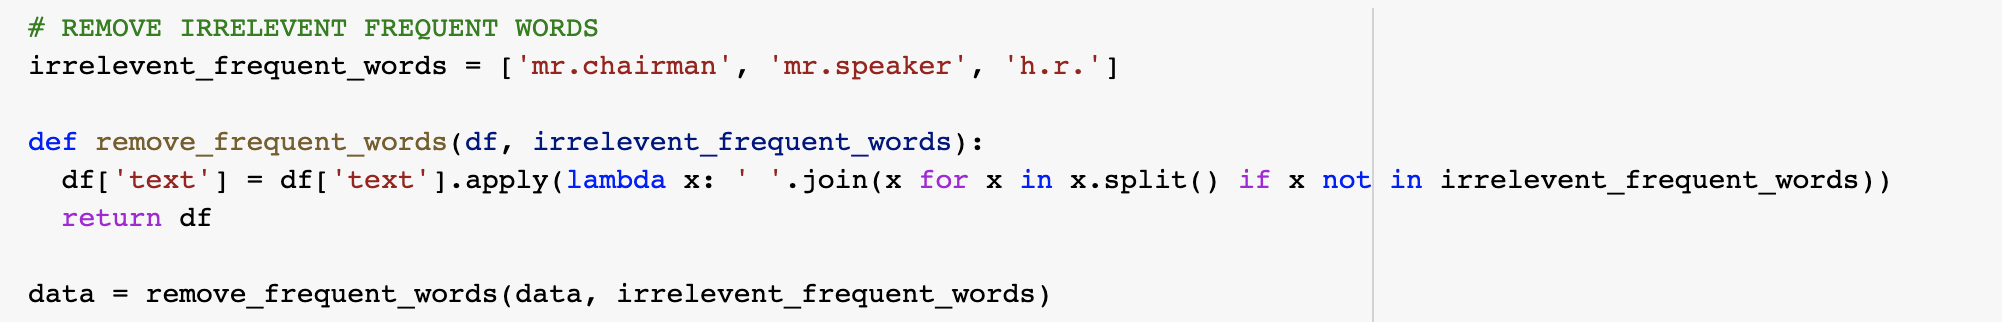 # REMOVE IRRELEVENT FREQUENT WORDS
irrelevent_frequent_words = ['mr.chairman', 'mr.speaker', 'h.r.']
def remove_frequent_words(df, irrelevent_frequent_words):
  df['text'] = df['text'].apply(lambda x: ' '.join(x for x in x.split() if x not in irrelevent_frequent_words))
  return df
data = remove_frequent_words(data, irrelevent_frequent_words)